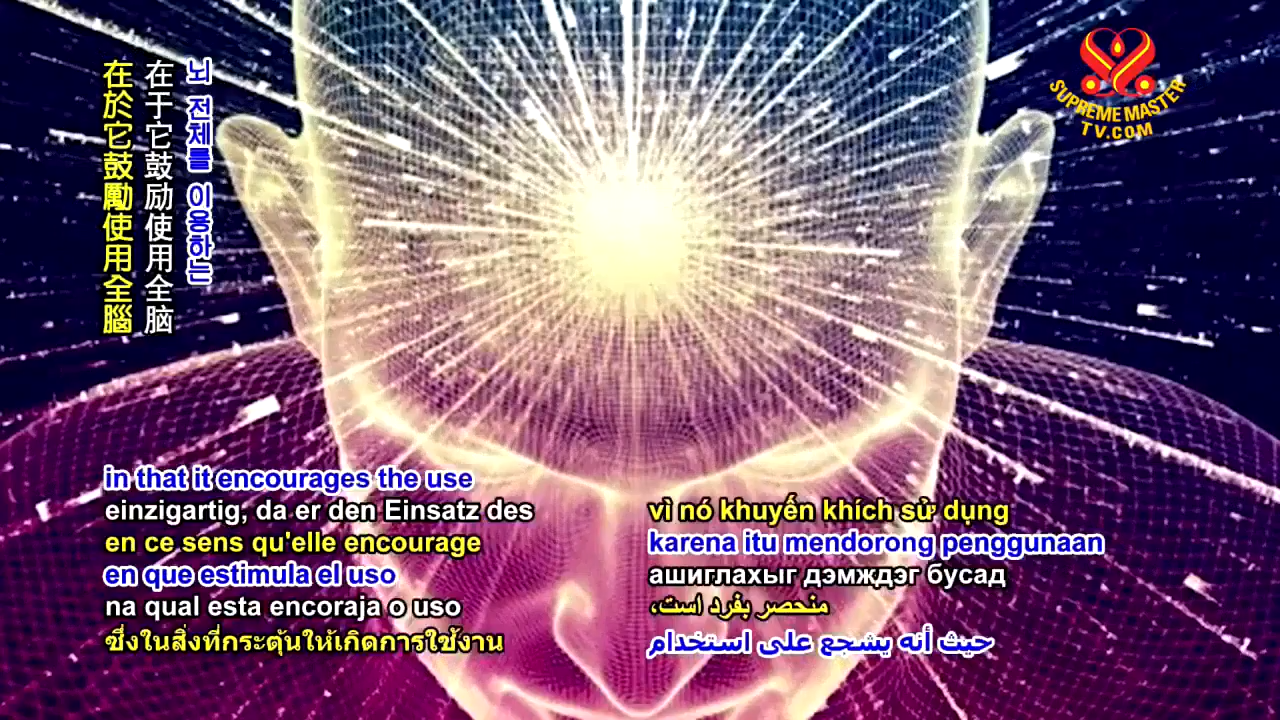 在於它鼓勵使用全腦
在于它鼓励使用全脑
뇌 전체를 이용하는
SUPREME MASTER
TV.COM
in that it encourages the use
einzigartig, da er den Einsatz des
en ce sens qu'elle encourage
en que estimula el uso
na qual esta encoraja o uso
ซึ่งในสิ่งที่กระตุ้นให้เกิดการใช้งาน
vì nó khuyến khích sử dụng
karena itu mendorong penggunaan
ашиглахыг дэмждэг бусад
منحصر بفرد است،
حيث أنه يشجع على استخدام